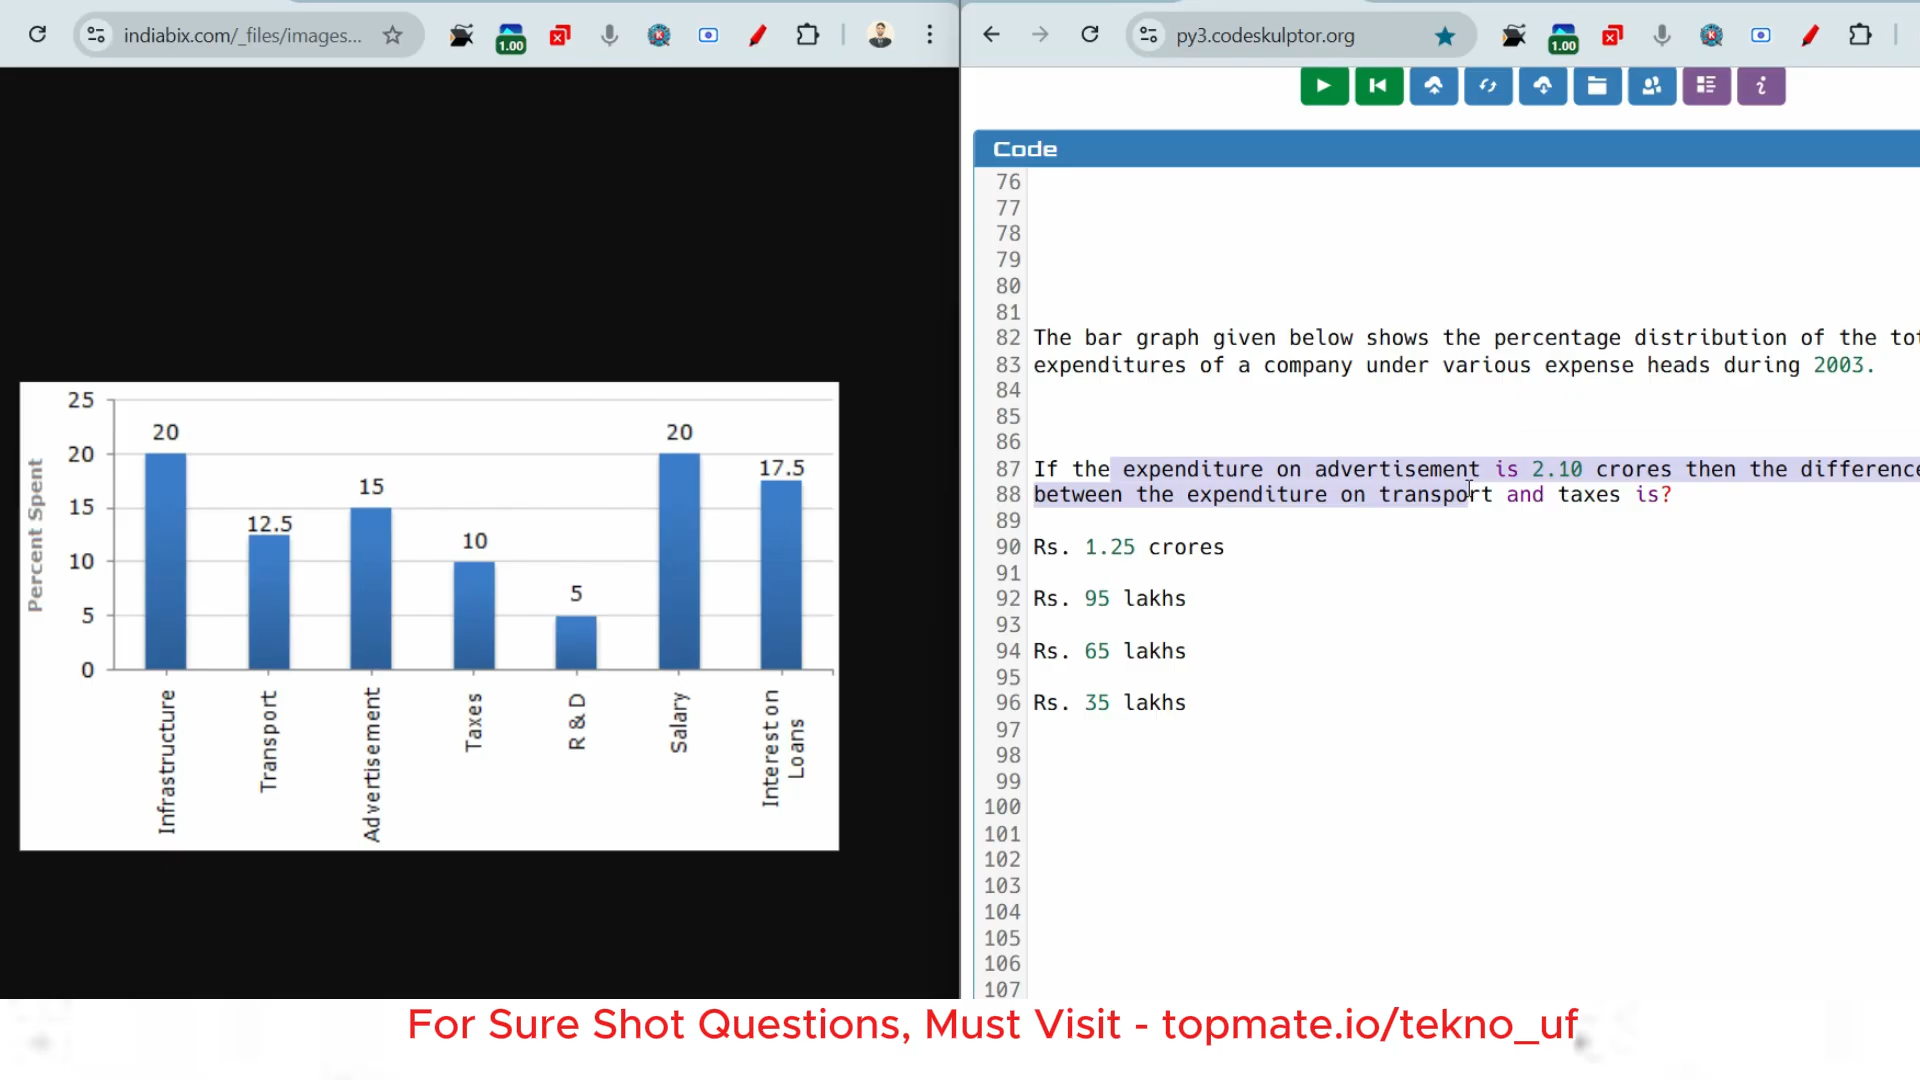 indiabix.com/_files/images...
1.00
py3.codeskulptor.org
1.00
Code
76
77
78
79
80
81
82 The bar graph given below shows the percentage distribution of the tot
83 expenditures of a company under various expense heads during 2003.
84
85
86
87 If the expenditure on advertisement is 2.10 crores then the difference
88 between the expenditure on transport and taxes is?
89
90 Rs. 1.25 crores
91
92 Rs. 95 lakhs
93
94 Rs. 65 lakhs
95
96 Rs. 35 lakhs
97
98
99
100
101
102
103
104
105
106
107
Percent Spent
25
20
15
10
5
0
20
12.5
15
10
5
20
17.5
Infrastructure
Transport
Advertisement
Taxes
R & D
Salary
Interest on
Loans
For Sure Shot Questions, Must Visit - topmate.io/tekno_uf